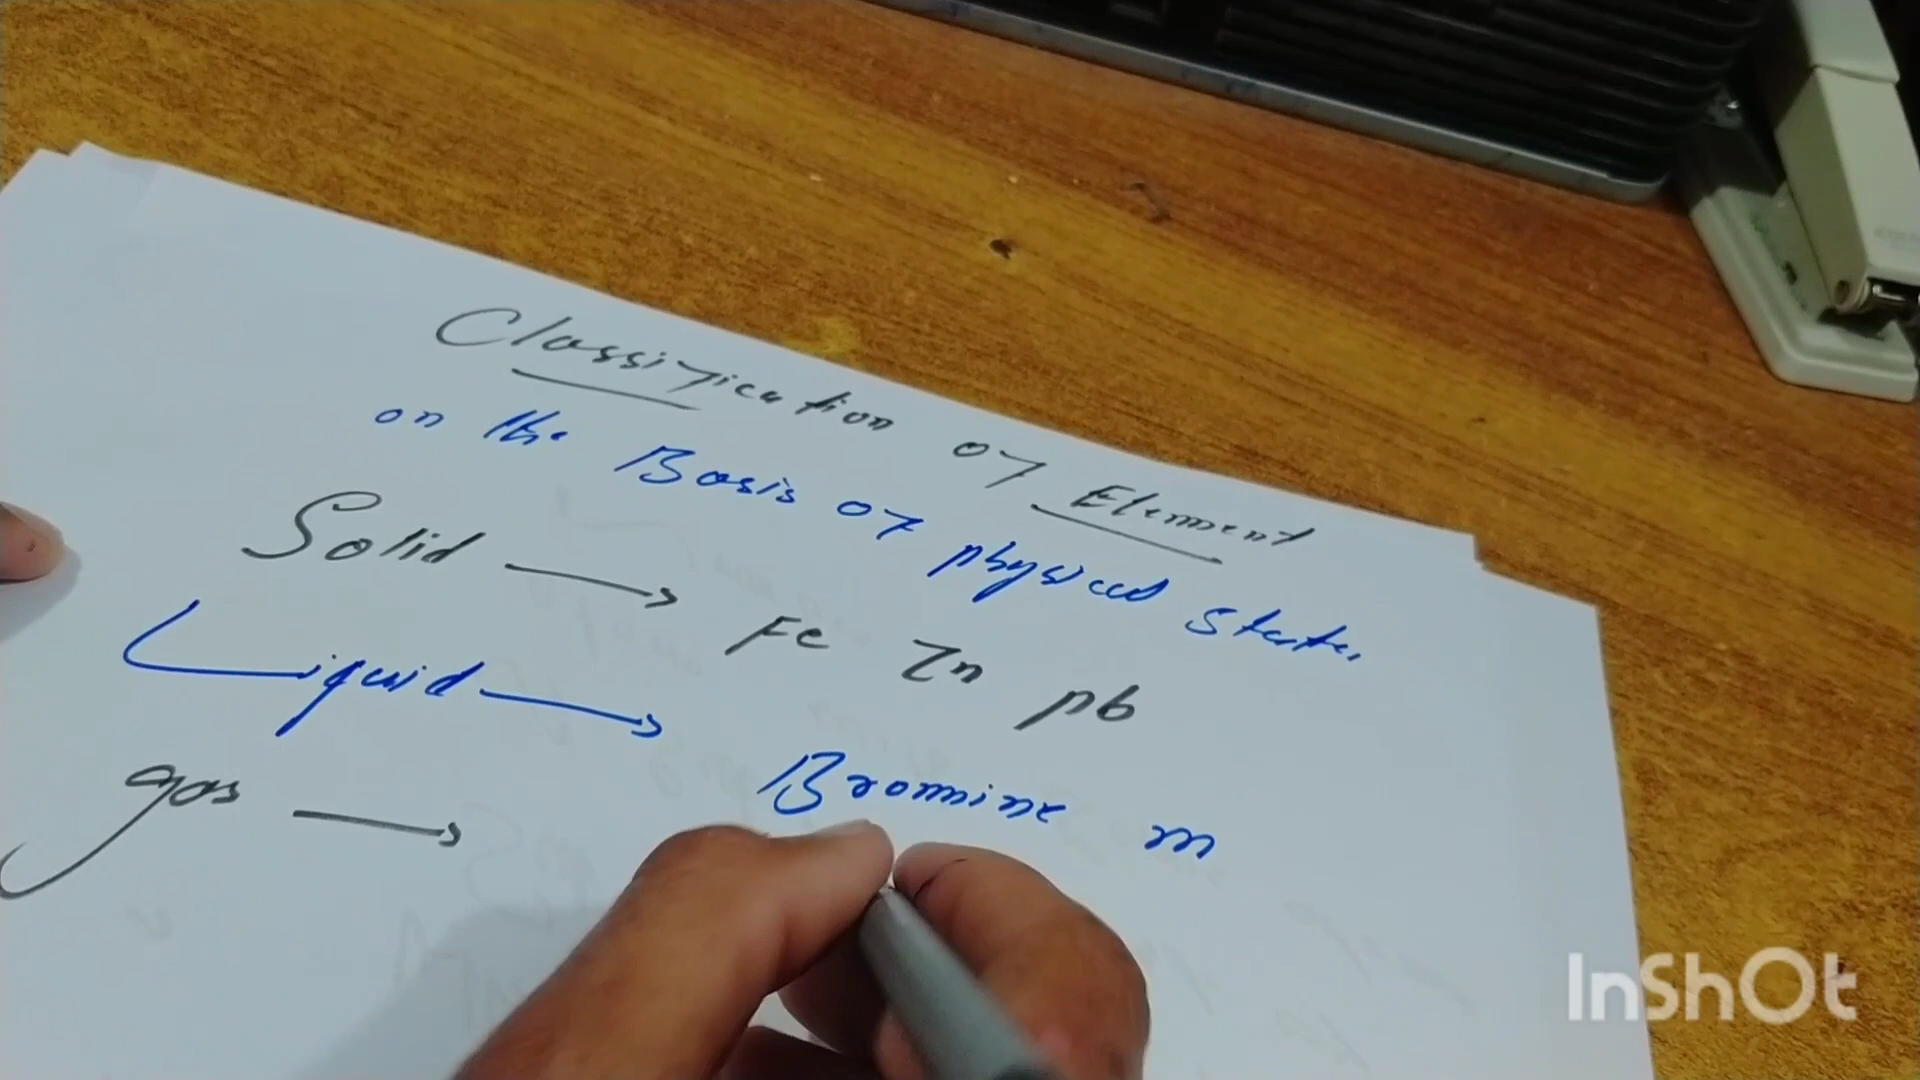 Classification of Element
on the Basis of physical state.
Solid → Fe Zn pb
Liquid → Bromine m
gas →
InShOt